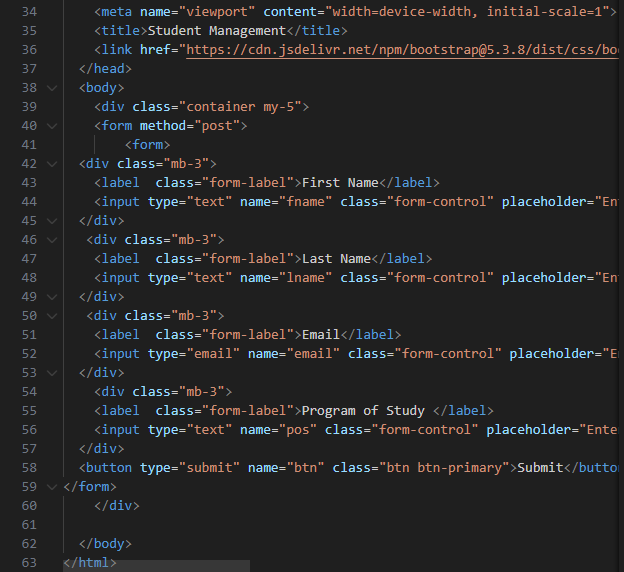 34 <meta name="viewport" content="width=device-width, initial-scale=1">
35 <title>Student Management</title>
36 <link href="https://cdn.jsdelivr.net/npm/bootstrap@5.3.8/dist/css/boo
37 </head>
38 <body>
39 <div class="container my-5">
40 <form method="post">
41 <form>
42 <div class="mb-3">
43 <label  class="form-label">First Name</label>
44 <input type="text" name="fname" class="form-control" placeholder="Ent
45 </div>
46 <div class="mb-3">
47 <label  class="form-label">Last Name</label>
48 <input type="text" name="lname" class="form-control" placeholder="Ent
49 </div>
50 <div class="mb-3">
51 <label  class="form-label">Email</label>
52 <input type="email" name="email" class="form-control" placeholder="E
53 </div>
54 <div class="mb-3">
55 <label  class="form-label">Program of Study </label>
56 <input type="text" name="pos" class="form-control" placeholder="Ente
57 </div>
58 <button type="submit" name="btn" class="btn btn-primary">Submit</button
59 </form>
60 </div>
61
62 </body>
63 </html>